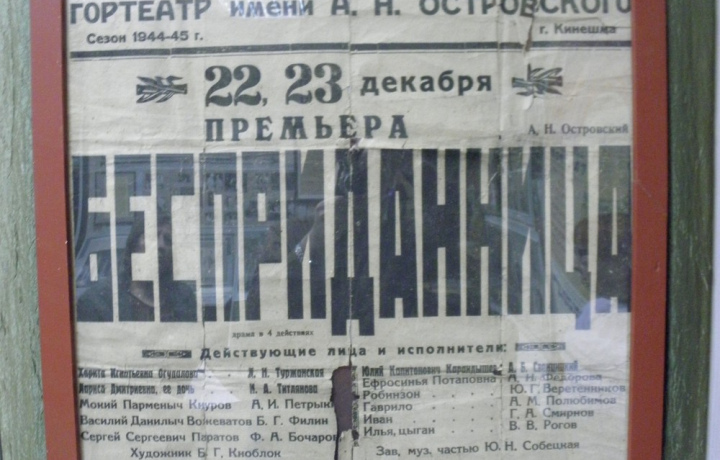 ГОРТЕАТР имени А. Н. ОСТРОВСКОГО
Сезон 1944-45 г. г. Кинешма
22, 23 декабря
ПРЕМЬЕРА
А. Н. Островский
БЕСПРИДАННИЦА
драма в 4 действиях
Действующие лица и исполнители:
Харита Игнатьевна Огудалова Л. Н. Туржанская
Лариса Дмитриевна, ее дочь
Мокий Парменыч Кнуров А. И. Петрык
Василий Данилыч Вожеватов Б. Г. Филин
Сергей Сергеевич Паратов Ф. А. Бочаров
Художник Б. Г. Кноблок
Юлий Капитонович Карандышев
Ефросинья Потаповна А. Н. Федорова
Робинзон Ю. Г. Веретенников
Гаврило А. М. Полюбимов
Иван Г. А. Смирнов
Илья, цыган В. В. Рогов
Зав, муз, частью Ю. Н. Собецкая